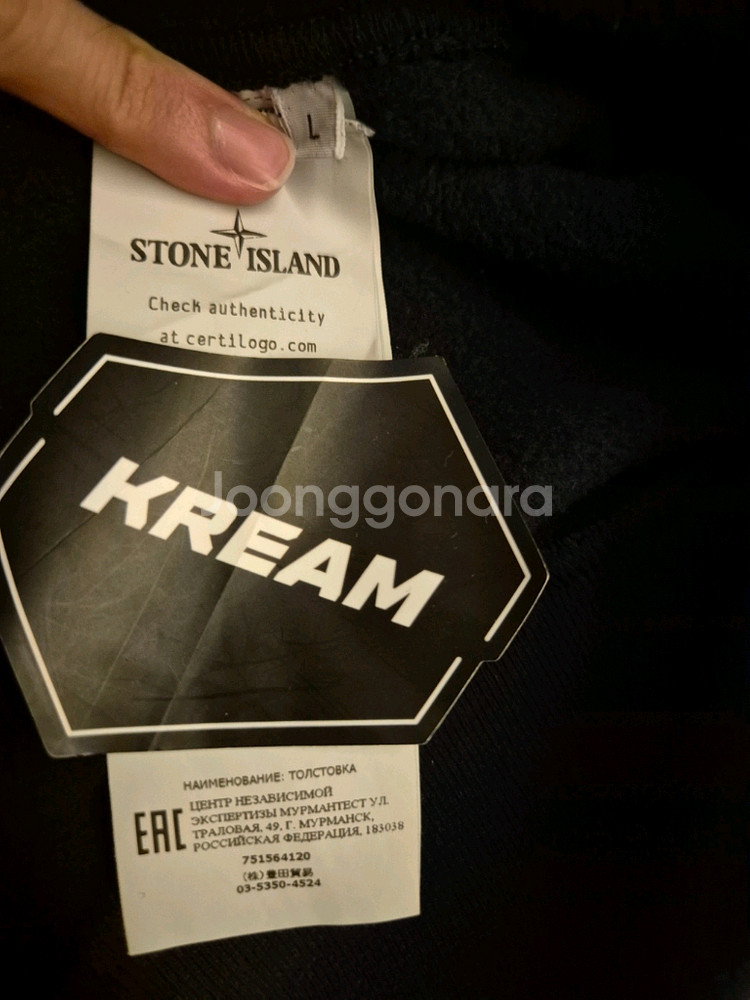 L
STONE ISLAND
Check authenticity
at certilogo.com
Joonggonara
KREAM
НАИМЕНОВАНИЕ: ТОЛСТОВКА
EAC
ЦЕНТР НЕЗАВИСИМОЙ
ЭКСПЕРТИЗЫ МУРМАНТЕСТ УЛ.
ТРАЛОВАЯ, 49, Г. МУРМАНСК,
РОССИЙСКАЯ ФЕДЕРАЦИЯ, 183038
751564120
(株)豊田貿易
03-5350-4524